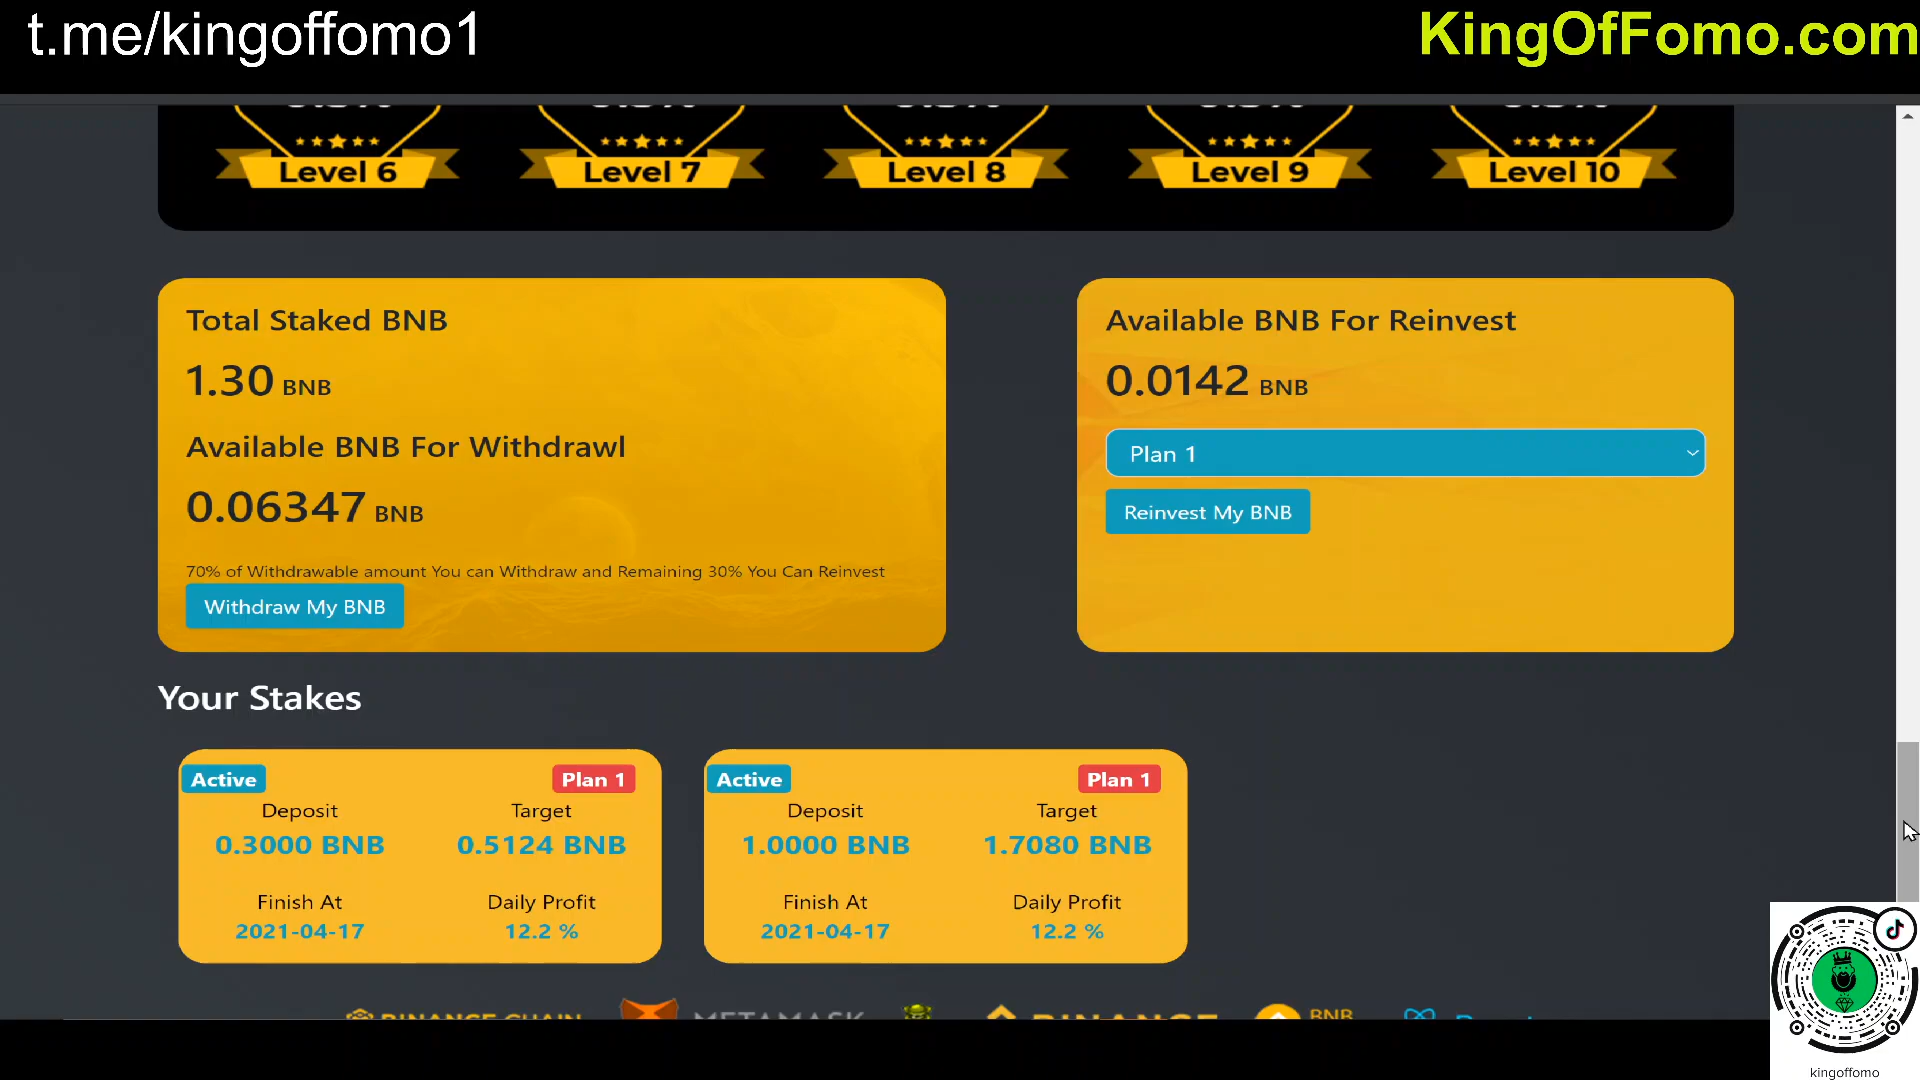 t.me/kingoffomo1
KingOfFomo.com
Level 6
Level 7
Level 8
Level 9
Level 10
Total Staked BNB
1.30 BNB
Available BNB For Withdrawl
0.06347 BNB
70% of Withdrawable amount You can Withdraw and Remaining 30% You Can Reinvest
Withdraw My BNB
Available BNB For Reinvest
0.0142 BNB
Plan 1
Reinvest My BNB
Your Stakes
Active Plan 1
Deposit Target
0.3000 BNB 0.5124 BNB
Finish At Daily Profit
2021-04-17 12.2 %
Active Plan 1
Deposit Target
1.0000 BNB 1.7080 BNB
Finish At Daily Profit
2021-04-17 12.2 %
BINANCE CHAIN
METAMASK
BINANCE
BNB
kingoffomo